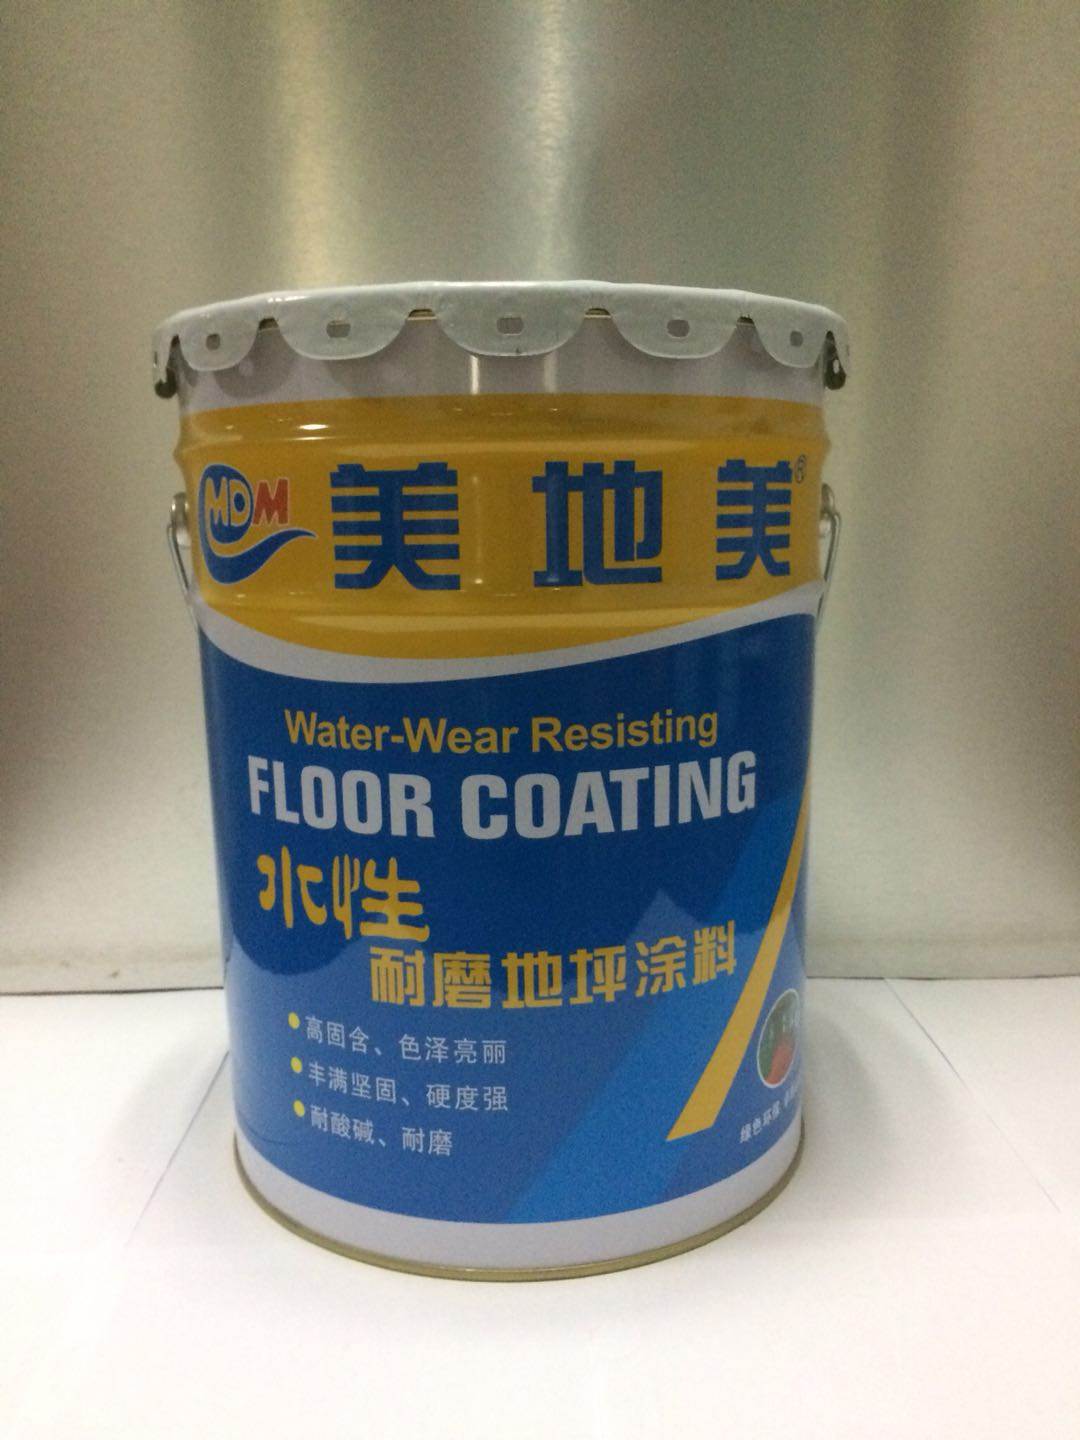 MDM 美地美®
Water-Wear Resisting
FLOOR COATING
水性
耐磨地坪涂料
高固含、色泽亮丽
丰满坚固、硬度强
耐酸碱、耐磨
绿色环保